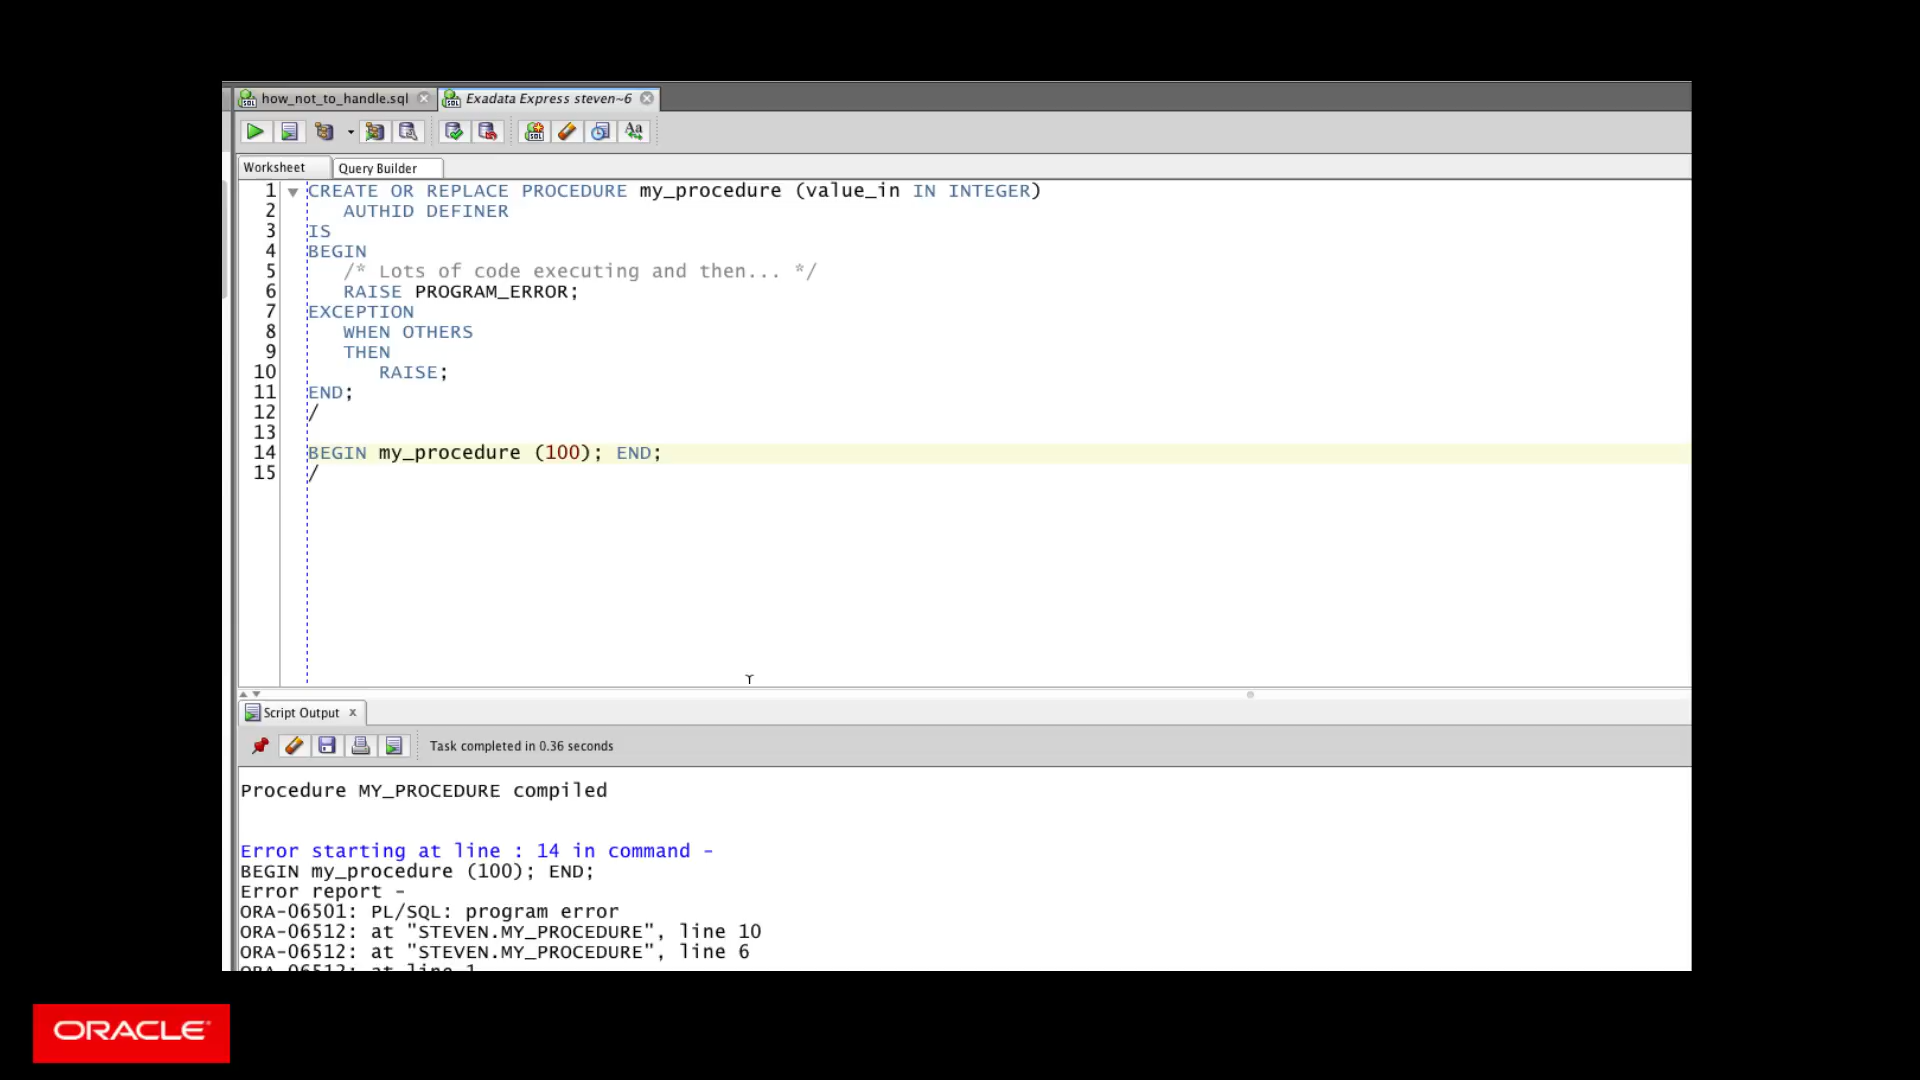 how_not_to_handle.sql Exadata Express steven~6
Worksheet Query Builder
1 CREATE OR REPLACE PROCEDURE my_procedure (value_in IN INTEGER)
2 AUTHID DEFINER
3 IS
4 BEGIN
5 /* Lots of code executing and then... */
6 RAISE PROGRAM_ERROR;
7 EXCEPTION
8 WHEN OTHERS
9 THEN
10 RAISE;
11 END;
12 /
13
14 BEGIN my_procedure (100); END;
15 /
Script Output x
Task completed in 0.36 seconds
Procedure MY_PROCEDURE compiled
Error starting at line : 14 in command -
BEGIN my_procedure (100); END;
Error report -
ORA-06501: PL/SQL: program error
ORA-06512: at "STEVEN.MY_PROCEDURE", line 10
ORA-06512: at "STEVEN.MY_PROCEDURE", line 6
ORA-06512: at line 1
ORACLE